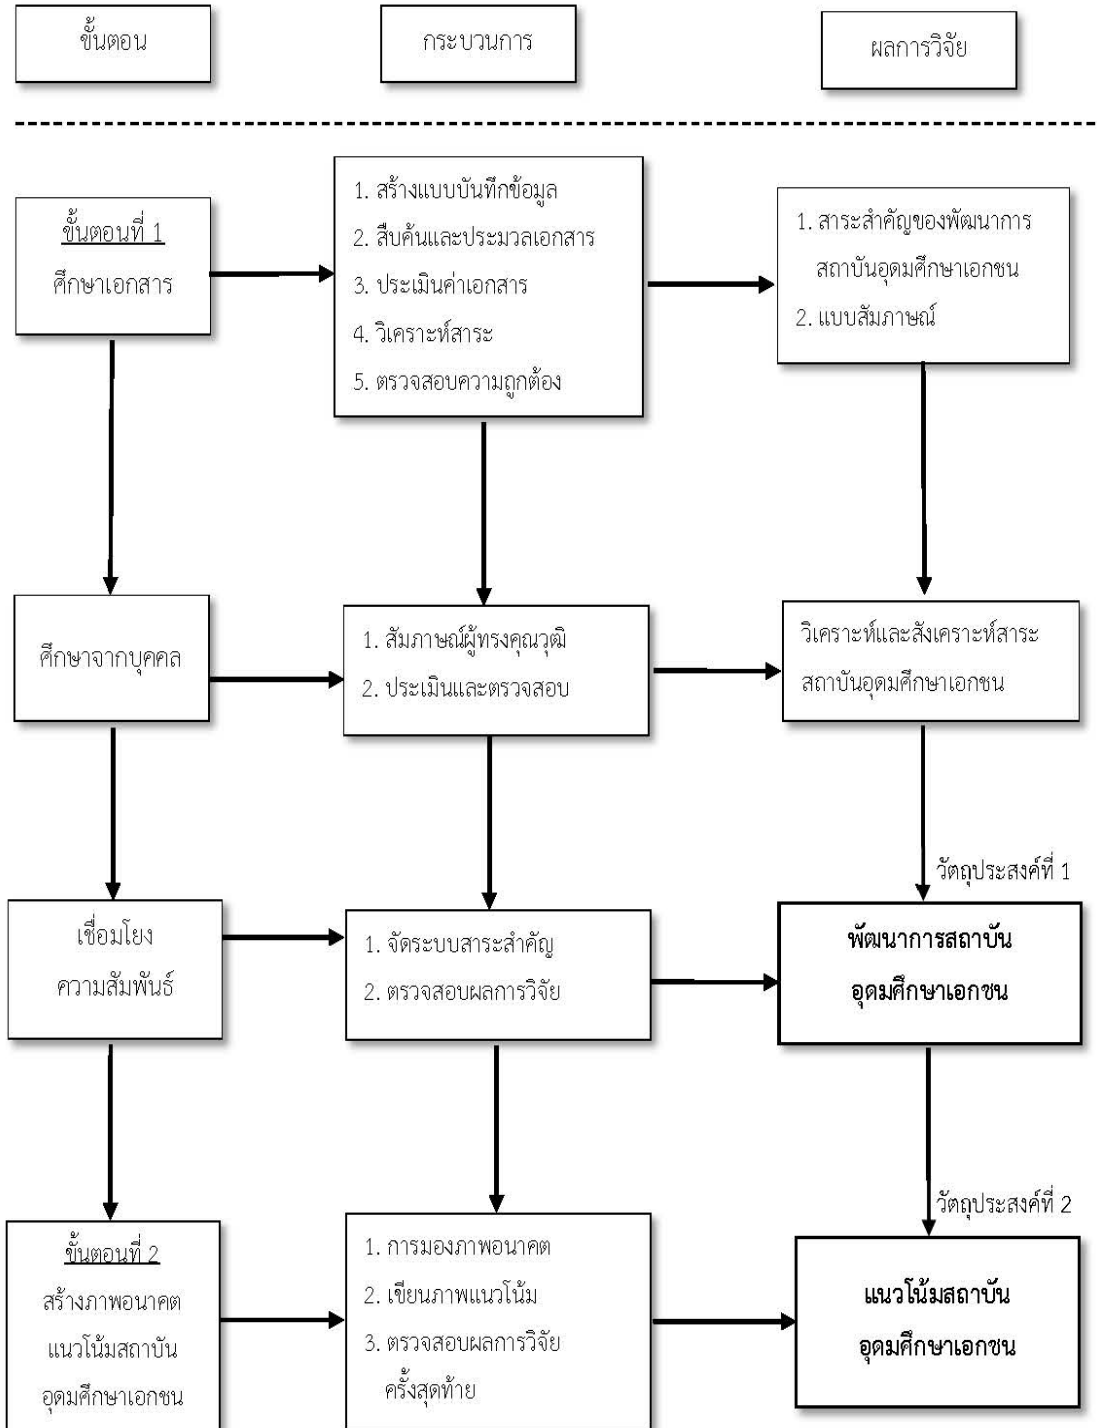 ขั้นตอน
กระบวนการ
ผลการวิจัย
ขั้นตอนที่ 1
ศึกษาเอกสาร
1. สร้างแบบบันทึกข้อมูล
2. สืบค้นและประมวลเอกสาร
3. ประเมินค่าเอกสาร
4. วิเคราะห์สาระ
5. ตรวจสอบความถูกต้อง
1. สาระสำคัญของพัฒนาการ
สถาบันอุดมศึกษาเอกชน
2. แบบสัมภาษณ์
ศึกษาจากบุคคล
1. สัมภาษณ์ผู้ทรงคุณวุฒิ
2. ประเมินและตรวจสอบ
วิเคราะห์และสังเคราะห์สาระ
สถาบันอุดมศึกษาเอกชน
วัตถุประสงค์ที่ 1
เชื่อมโยง
ความสัมพันธ์
1. จัดระบบสาระสำคัญ
2. ตรวจสอบผลการวิจัย
พัฒนาการสถาบัน
อุดมศึกษาเอกชน
วัตถุประสงค์ที่ 2
ขั้นตอนที่ 2
สร้างภาพอนาคต
แนวโน้มสถาบัน
อุดมศึกษาเอกชน
1. การมองภาพอนาคต
2. เขียนภาพแนวโน้ม
3. ตรวจสอบผลการวิจัย
ครั้งสุดท้าย
แนวโน้มสถาบัน
อุดมศึกษาเอกชน